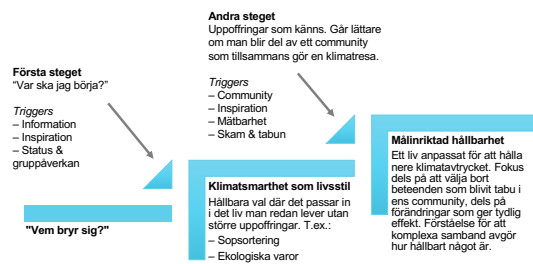 Första steget
"Var ska jag börja?"
Triggers
– Information
– Inspiration
– Status &
gruppåverkan
"Vem bryr sig?"
Andra steget
Uppoffringar som känns. Går lättare
om man blir del av ett community
som tillsammans gör en klimatresa.
Triggers
– Community
– Inspiration
– Mätbarhet
– Skam & tabun
Klimatsmarthet som livsstil
Hållbara val där det passar in
i det liv man redan lever utan
större uppoffringar. T.ex.:
– Sopsortering
– Ekologiska varor
Målinriktad hållbarhet
Ett liv anpassat för att hålla
nere klimatavtrycket. Fokus
dels på att välja bort
beteenden som blivit tabu i
ens community, dels på
förändringar som ger tydlig
effekt. Förståelse för att
komplexa samband avgör
hur hållbart något är.